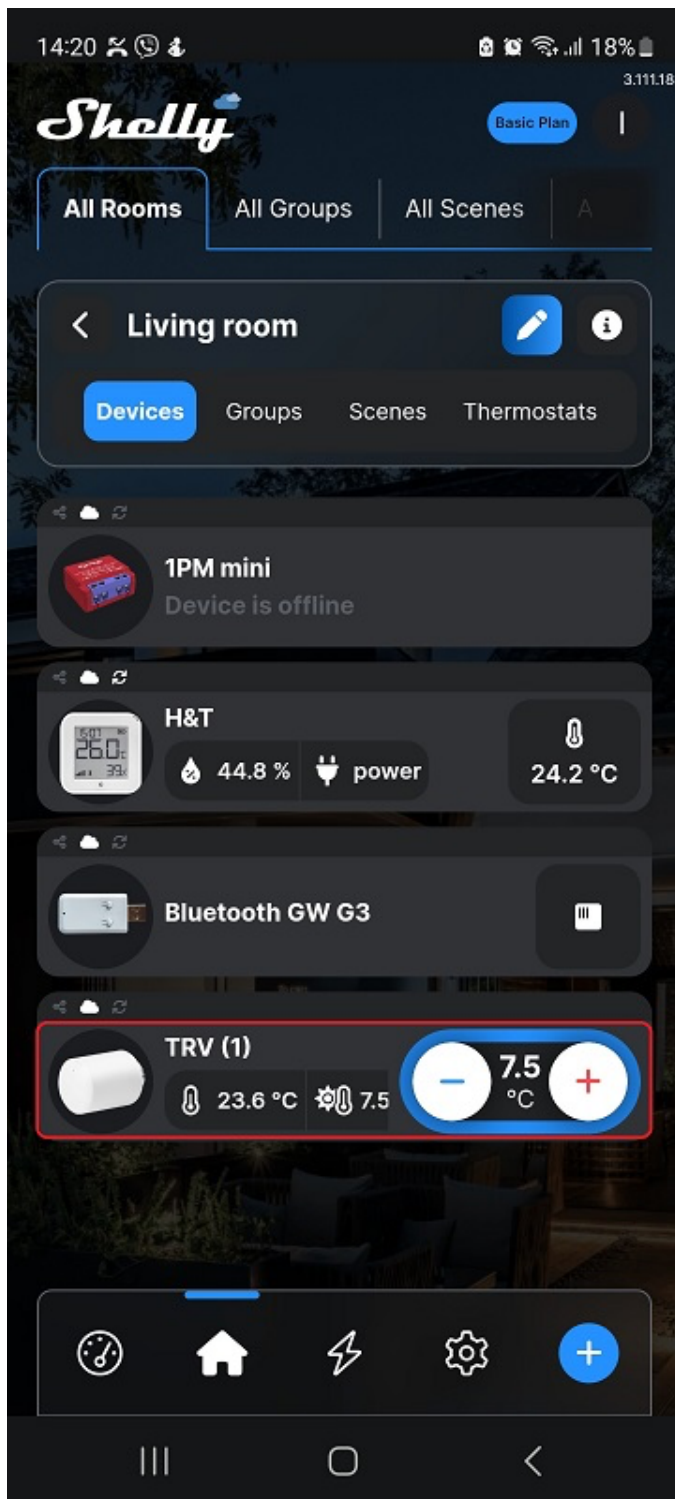 14:20
18%
3.111.18
Shelly
Basic Plan
I
All Rooms
All Groups
All Scenes
A
Living room
Devices
Groups
Scenes
Thermostats
1PM mini
Device is offline
H&T
26.0
44.8 %
power
24.2 °C
Bluetooth GW G3
TRV (1)
23.6 °C
7.5
7.5
°C